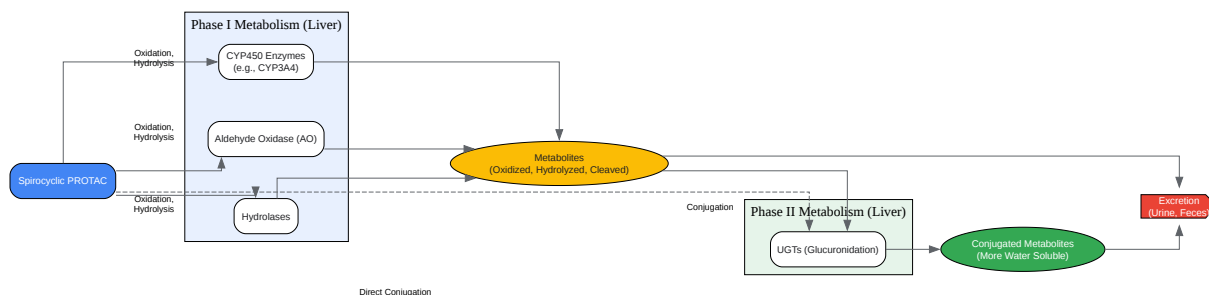 Phase I Metabolism (Liver)
Oxidation,
Hydrolysis
CYP450 Enzymes
(e.g., CYP3A4)
Oxidation,
Hydrolysis
Aldehyde Oxidase (AO)
Spirocyclic PROTAC
Metabolites
(Oxidized, Hydrolyzed, Cleaved)
Oxidation,
Hydrolysis
Hydrolases
Conjugation
Phase II Metabolism (Liver)
UGTs (Glucuronidation)
Conjugated Metabolites
(More Water Soluble)
Excretion
(Urine, Feces)
Direct Conjugation